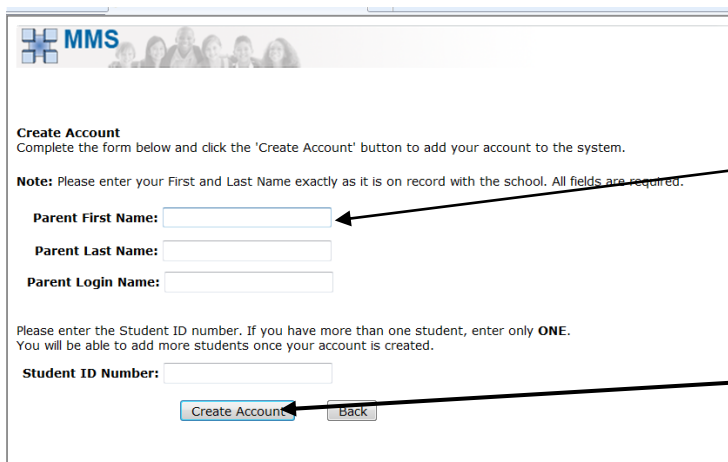 MMS
Create Account
Complete the form below and click the 'Create Account' button to add your account to the system.
Note: Please enter your First and Last Name exactly as it is on record with the school. All fields are required.
Parent First Name:
Parent Last Name:
Parent Login Name:
Please enter the Student ID number. If you have more than one student, enter only ONE.
You will be able to add more students once your account is created.
Student ID Number:
Create Account Back